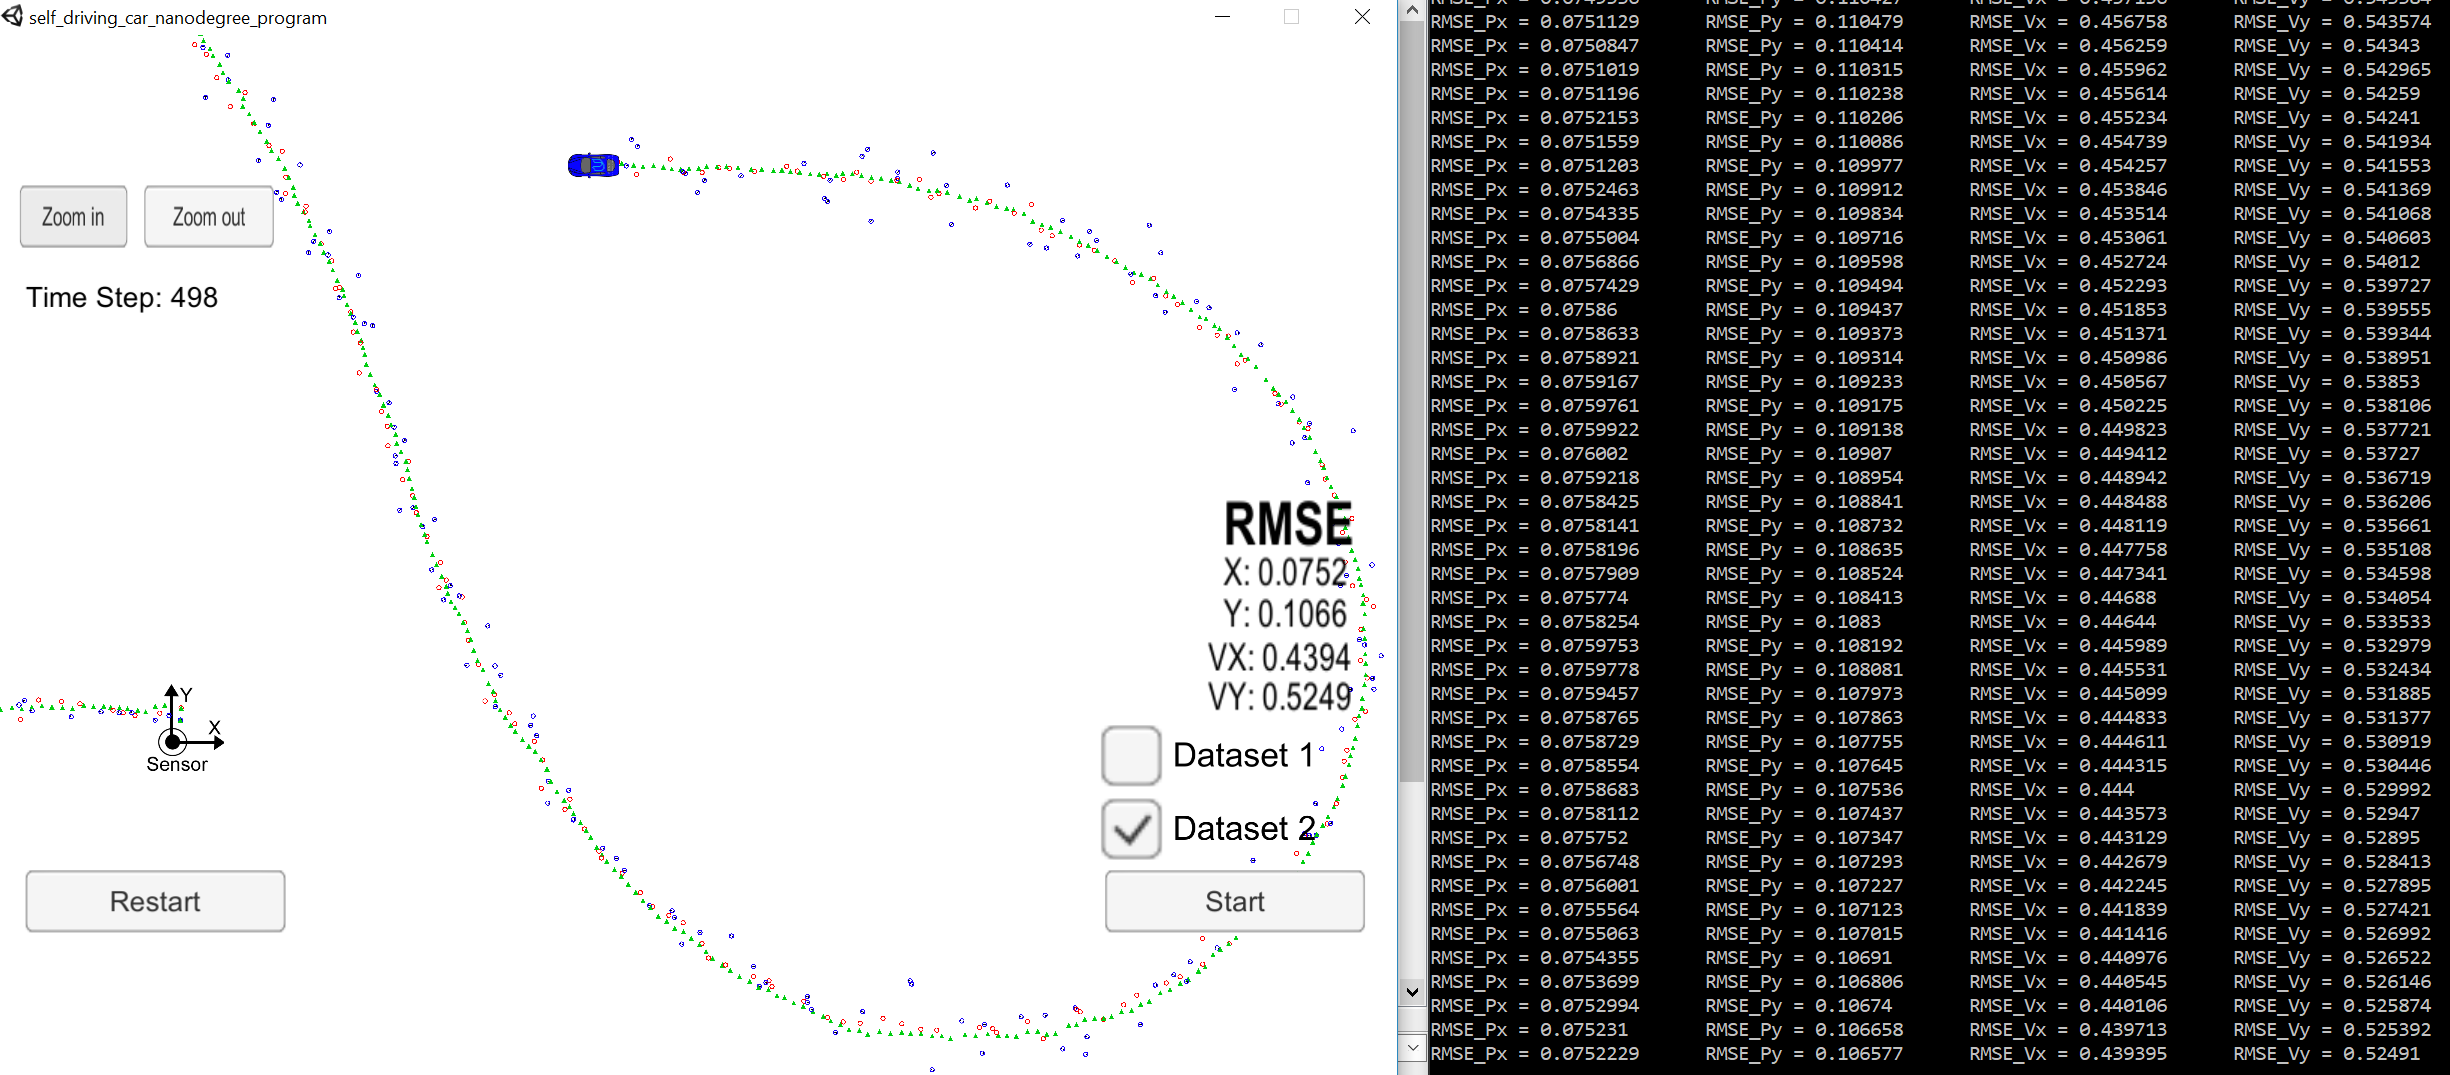 self_driving_car_nanodegree_program
Zoom in
Zoom out
Time Step: 498
RMSE
X: 0.0752
Y: 0.1066
VX: 0.4394
VY: 0.5249
Y
X
Sensor
Dataset 1
Dataset 2
Restart
Start
RMSE_Px = 0.0751129 RMSE_Py = 0.110479 RMSE_Vx = 0.456758 RMSE_Vy = 0.543574
RMSE_Px = 0.0750847 RMSE_Py = 0.110414 RMSE_Vx = 0.456259 RMSE_Vy = 0.54343
RMSE_Px = 0.0751019 RMSE_Py = 0.110315 RMSE_Vx = 0.455962 RMSE_Vy = 0.542965
RMSE_Px = 0.0751196 RMSE_Py = 0.110238 RMSE_Vx = 0.455614 RMSE_Vy = 0.54259
RMSE_Px = 0.0752153 RMSE_Py = 0.110206 RMSE_Vx = 0.455234 RMSE_Vy = 0.54241
RMSE_Px = 0.0751559 RMSE_Py = 0.110086 RMSE_Vx = 0.454739 RMSE_Vy = 0.541934
RMSE_Px = 0.0751203 RMSE_Py = 0.109977 RMSE_Vx = 0.454257 RMSE_Vy = 0.541553
RMSE_Px = 0.0752463 RMSE_Py = 0.109912 RMSE_Vx = 0.453846 RMSE_Vy = 0.541369
RMSE_Px = 0.0754335 RMSE_Py = 0.109834 RMSE_Vx = 0.453514 RMSE_Vy = 0.541068
RMSE_Px = 0.0755004 RMSE_Py = 0.109716 RMSE_Vx = 0.453061 RMSE_Vy = 0.540603
RMSE_Px = 0.0756866 RMSE_Py = 0.109598 RMSE_Vx = 0.452724 RMSE_Vy = 0.54012
RMSE_Px = 0.0757429 RMSE_Py = 0.109494 RMSE_Vx = 0.452293 RMSE_Vy = 0.539727
RMSE_Px = 0.07586 RMSE_Py = 0.109437 RMSE_Vx = 0.451853 RMSE_Vy = 0.539555
RMSE_Px = 0.0758633 RMSE_Py = 0.109373 RMSE_Vx = 0.451371 RMSE_Vy = 0.539344
RMSE_Px = 0.0758921 RMSE_Py = 0.109314 RMSE_Vx = 0.450986 RMSE_Vy = 0.538951
RMSE_Px = 0.0759167 RMSE_Py = 0.109233 RMSE_Vx = 0.450567 RMSE_Vy = 0.53853
RMSE_Px = 0.0759761 RMSE_Py = 0.109175 RMSE_Vx = 0.450225 RMSE_Vy = 0.538106
RMSE_Px = 0.0759922 RMSE_Py = 0.109138 RMSE_Vx = 0.449823 RMSE_Vy = 0.537721
RMSE_Px = 0.076002 RMSE_Py = 0.10907 RMSE_Vx = 0.449412 RMSE_Vy = 0.53727
RMSE_Px = 0.0759218 RMSE_Py = 0.108954 RMSE_Vx = 0.448942 RMSE_Vy = 0.536719
RMSE_Px = 0.0758425 RMSE_Py = 0.108841 RMSE_Vx = 0.448488 RMSE_Vy = 0.536206
RMSE_Px = 0.0758141 RMSE_Py = 0.108732 RMSE_Vx = 0.448119 RMSE_Vy = 0.535661
RMSE_Px = 0.0758196 RMSE_Py = 0.108635 RMSE_Vx = 0.447758 RMSE_Vy = 0.535108
RMSE_Px = 0.0757909 RMSE_Py = 0.108524 RMSE_Vx = 0.447341 RMSE_Vy = 0.534598
RMSE_Px = 0.075774 RMSE_Py = 0.108413 RMSE_Vx = 0.44688 RMSE_Vy = 0.534054
RMSE_Px = 0.0758254 RMSE_Py = 0.1083 RMSE_Vx = 0.44644 RMSE_Vy = 0.533533
RMSE_Px = 0.0759753 RMSE_Py = 0.108192 RMSE_Vx = 0.445989 RMSE_Vy = 0.532979
RMSE_Px = 0.0759778 RMSE_Py = 0.108081 RMSE_Vx = 0.445531 RMSE_Vy = 0.532434
RMSE_Px = 0.0759457 RMSE_Py = 0.107973 RMSE_Vx = 0.445099 RMSE_Vy = 0.531885
RMSE_Px = 0.0758765 RMSE_Py = 0.107863 RMSE_Vx = 0.444833 RMSE_Vy = 0.531377
RMSE_Px = 0.0758729 RMSE_Py = 0.107755 RMSE_Vx = 0.444611 RMSE_Vy = 0.530919
RMSE_Px = 0.0758554 RMSE_Py = 0.107645 RMSE_Vx = 0.444315 RMSE_Vy = 0.530446
RMSE_Px = 0.0758683 RMSE_Py = 0.107536 RMSE_Vx = 0.444 RMSE_Vy = 0.529992
RMSE_Px = 0.0758112 RMSE_Py = 0.107437 RMSE_Vx = 0.443573 RMSE_Vy = 0.52947
RMSE_Px = 0.075752 RMSE_Py = 0.107347 RMSE_Vx = 0.443129 RMSE_Vy = 0.52895
RMSE_Px = 0.0756748 RMSE_Py = 0.107293 RMSE_Vx = 0.442679 RMSE_Vy = 0.528413
RMSE_Px = 0.0756001 RMSE_Py = 0.107227 RMSE_Vx = 0.442245 RMSE_Vy = 0.527895
RMSE_Px = 0.0755564 RMSE_Py = 0.107123 RMSE_Vx = 0.441839 RMSE_Vy = 0.527421
RMSE_Px = 0.0755063 RMSE_Py = 0.107015 RMSE_Vx = 0.441416 RMSE_Vy = 0.526992
RMSE_Px = 0.0754355 RMSE_Py = 0.10691 RMSE_Vx = 0.440976 RMSE_Vy = 0.526522
RMSE_Px = 0.0753699 RMSE_Py = 0.106806 RMSE_Vx = 0.440545 RMSE_Vy = 0.526146
RMSE_Px = 0.0752994 RMSE_Py = 0.10674 RMSE_Vx = 0.440106 RMSE_Vy = 0.525874
RMSE_Px = 0.075231 RMSE_Py = 0.106658 RMSE_Vx = 0.439713 RMSE_Vy = 0.525392
RMSE_Px = 0.0752229 RMSE_Py = 0.106577 RMSE_Vx = 0.439395 RMSE_Vy = 0.52491